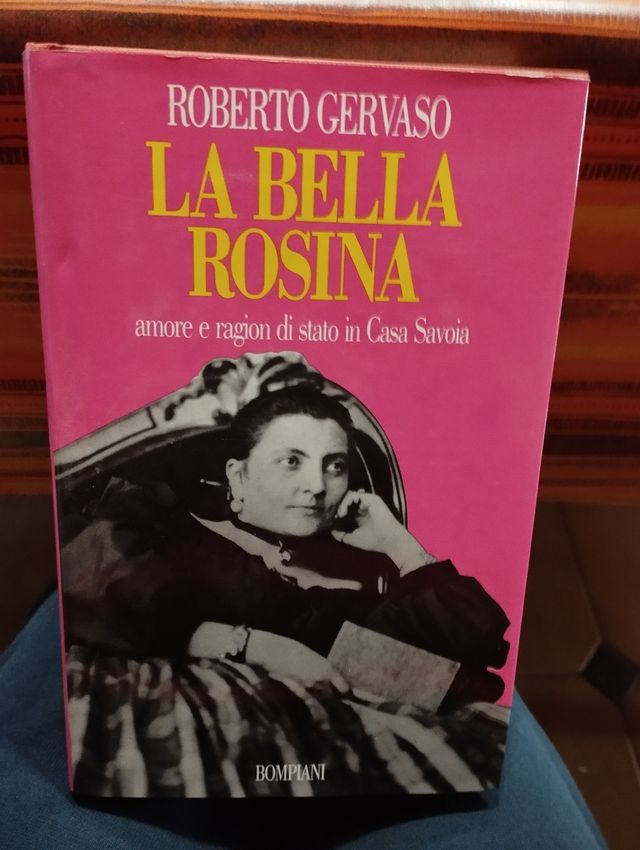 ROBERTO GERVASO
LA BELLA
ROSINA
amore e ragion di stato in Casa Savoia
BOMPIANI